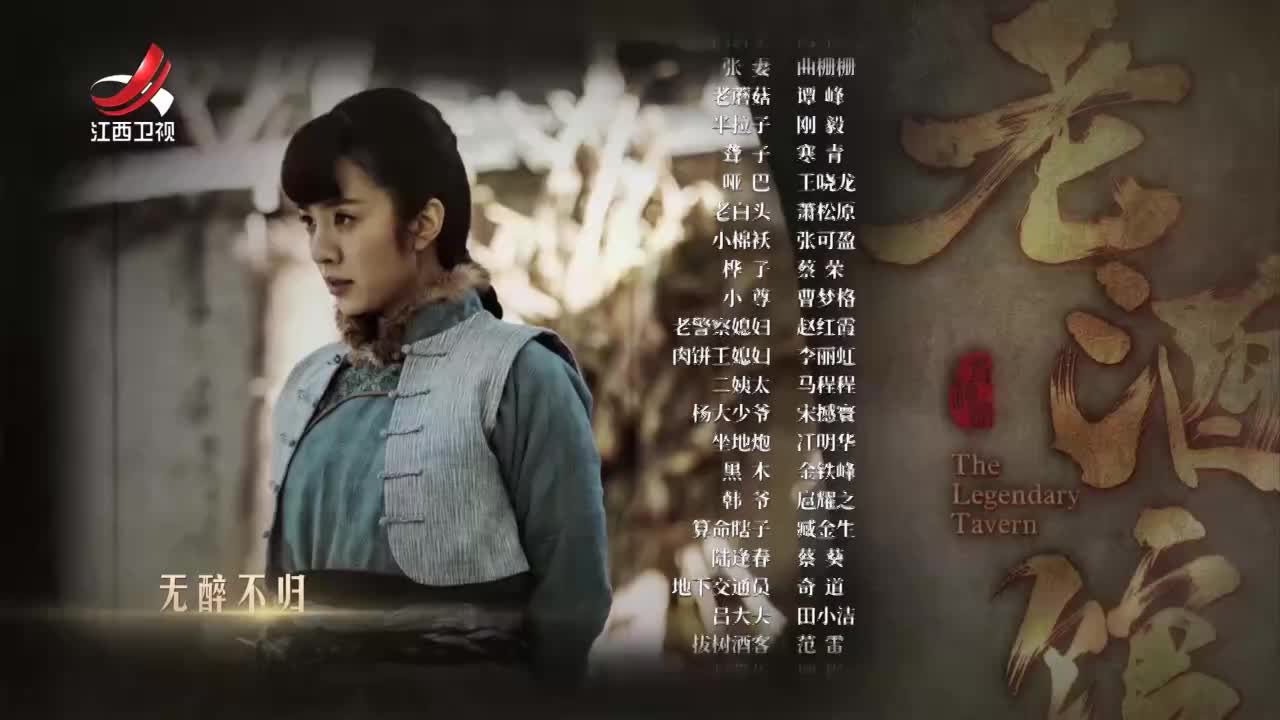 江西卫视
张 妻 曲栅栅
老蘑菇 谭 峰
半拉子 刚 毅
聋 子 寒 青
哑 巴 王晓龙
老白头 萧松原
小棉袄 张可盈
桦 子 蔡 荣
小 尊 曹梦格
老警察媳妇 赵红霞
肉饼王媳妇 李丽虹
二姨太 马程程
杨大少爷 宋撼寰
坐地炮 江明华
黑 木 金铁峰
韩 爷 扈耀之
算命瞎子 臧金生
陆逢春 蔡 葵
地下交通员 奇 道
吕大夫 田小洁
拔树酒客 范 雷
无醉不归
老酒馆
The
Legendary
Tavern